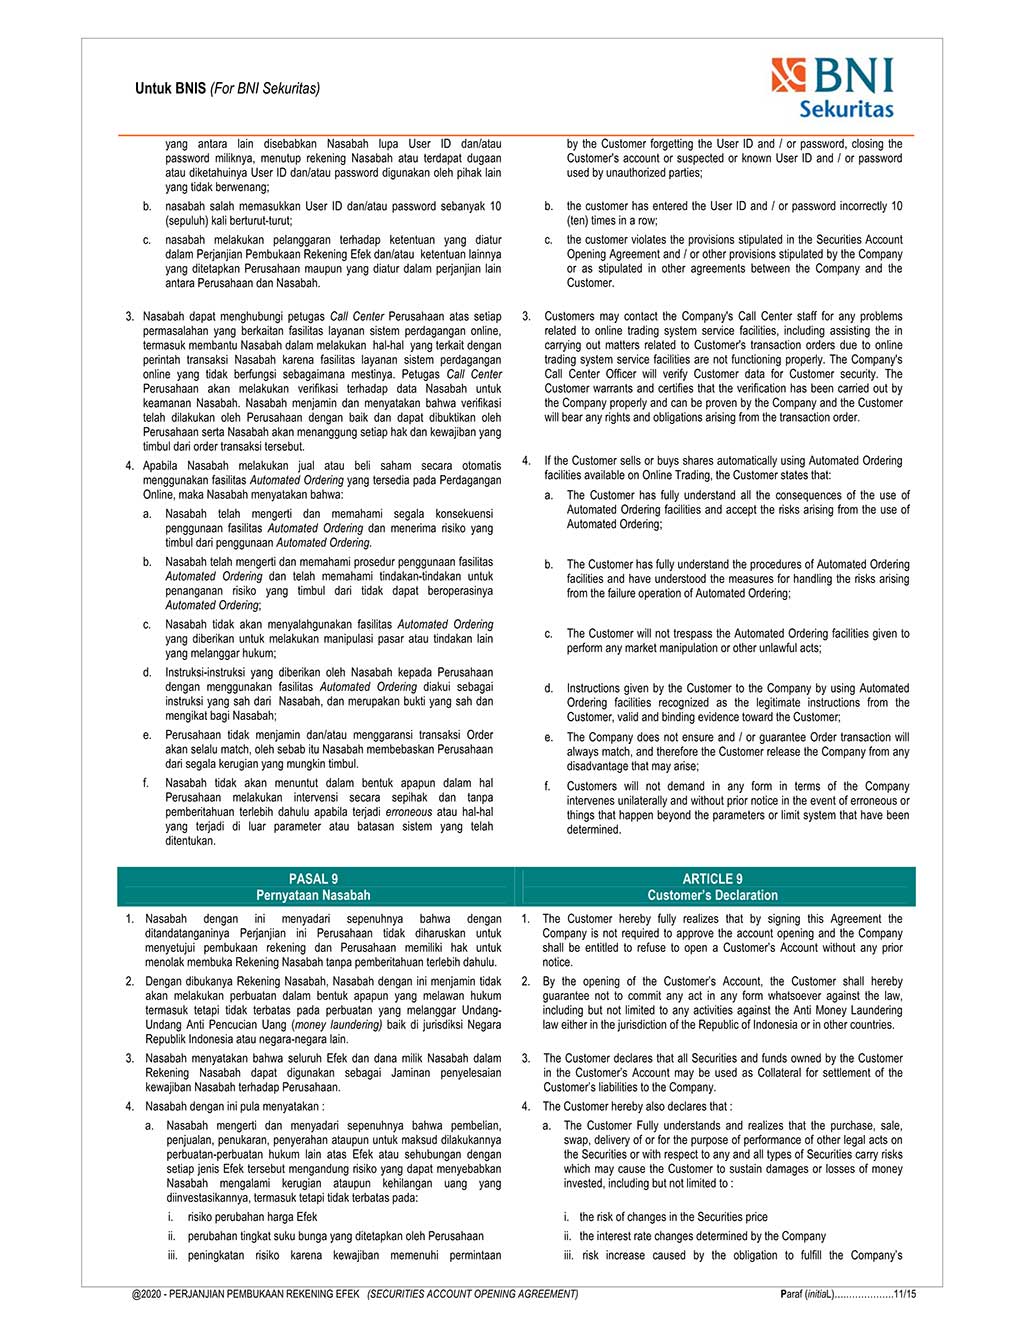 Untuk BNIS (For BNI Sekuritas)
BNI
Sekuritas
yang antara lain disebabkan Nasabah lupa User ID dan/atau
password miliknya, menutup rekening Nasabah atau terdapat dugaan
atau diketahuinya User ID dan/atau password digunakan oleh pihak lain
yang tidak berwenang;
b. nasabah salah memasukkan User ID dan/atau password sebanyak 10
(sepuluh) kali berturut-turut;
c. nasabah melakukan pelanggaran terhadap ketentuan yang diatur
dalam Perjanjian Pembukaan Rekening Efek dan/atau ketentuan lainnya
yang ditetapkan Perusahaan maupun yang diatur dalam perjanjian lain
antara Perusahaan dan Nasabah.
3. Nasabah dapat menghubungi petugas Call Center Perusahaan atas setiap
permasalahan yang berkaitan fasilitas layanan sistem perdagangan online,
termasuk membantu Nasabah dalam melakukan hal-hal yang terkait dengan
perintah transaksi Nasabah karena fasilitas layanan sistem perdagangan
online yang tidak berfungsi sebagaimana mestinya. Petugas Call Center
Perusahaan akan melakukan verifikasi terhadap data Nasabah untuk
keamanan Nasabah. Nasabah menjamin dan menyatakan bahwa verifikasi
telah dilakukan oleh Perusahaan dengan baik dan dapat dibuktikan oleh
Perusahaan serta Nasabah akan menanggung setiap hak dan kewajiban yang
timbul dari order transaksi tersebut.
4. Apabila Nasabah melakukan jual atau beli saham secara otomatis
menggunakan fasilitas Automated Ordering yang tersedia pada Perdagangan
Online, maka Nasabah menyatakan bahwa:
a. Nasabah telah mengerti dan memahami segala konsekuensi
penggunaan fasilitas Automated Ordering dan menerima risiko yang
timbul dari penggunaan Automated Ordering.
b. Nasabah telah mengerti dan memahami prosedur penggunaan fasilitas
Automated Ordering dan telah memahami tindakan-tindakan untuk
penanganan risiko yang timbul dari tidak dapat beroperasinya
Automated Ordering;
c. Nasabah tidak akan menyalahgunakan fasilitas Automated Ordering
yang diberikan untuk melakukan manipulasi pasar atau tindakan lain
yang melanggar hukum;
d. Instruksi-instruksi yang diberikan oleh Nasabah kepada Perusahaan
dengan menggunakan fasilitas Automated Ordering diakui sebagai
instruksi yang sah dari Nasabah, dan merupakan bukti yang sah dan
mengikat bagi Nasabah;
e. Perusahaan tidak menjamin dan/atau menggaransi transaksi Order
akan selalu match, oleh sebab itu Nasabah membebaskan Perusahaan
dari segala kerugian yang mungkin timbul.
f. Nasabah tidak akan menuntut dalam bentuk apapun dalam hal
Perusahaan melakukan intervensi secara sepihak dan tanpa
pemberitahuan terlebih dahulu apabila terjadi erroneous atau hal-hal
yang terjadi di luar parameter atau batasan sistem yang telah
ditentukan.
by the Customer forgetting the User ID and / or password, closing the
Customer's account or suspected or known User ID and / or password
used by unauthorized parties;
b. the customer has entered the User ID and / or password incorrectly 10
(ten) times in a row;
c. the customer violates the provisions stipulated in the Securities Account
Opening Agreement and / or other provisions stipulated by the Company
or as stipulated in other agreements between the Company and the
Customer.
3. Customers may contact the Company's Call Center staff for any problems
related to online trading system service facilities, including assisting the in
carrying out matters related to Customer's transaction orders due to online
trading system service facilities are not functioning properly. The Company's
Call Center Officer will verify Customer data for Customer security. The
Customer warrants and certifies that the verification has been carried out by
the Company properly and can be proven by the Company and the Customer
will bear any rights and obligations arising from the transaction order.
4. If the Customer sells or buys shares automatically using Automated Ordering
facilities available on Online Trading, the Customer states that:
a. The Customer has fully understand all the consequences of the use of
Automated Ordering facilities and accept the risks arising from the use of
Automated Ordering;
b. The Customer has fully understand the procedures of Automated Ordering
facilities and have understood the measures for handling the risks arising
from the failure operation of Automated Ordering;
c. The Customer will not trespass the Automated Ordering facilities given to
perform any market manipulation or other unlawful acts;
d. Instructions given by the Customer to the Company by using Automated
Ordering facilities recognized as the legitimate instructions from the
Customer, valid and binding evidence toward the Customer;
e. The Company does not ensure and / or guarantee Order transaction will
always match, and therefore the Customer release the Company from any
disadvantage that may arise;
f. Customers will not demand in any form in terms of the Company
intervenes unilaterally and without prior notice in the event of erroneous or
things that happen beyond the parameters or limit system that have been
determined.
PASAL 9
Pernyataan Nasabah
ARTICLE 9
Customer's Declaration
1. Nasabah dengan ini menyadari sepenuhnya bahwa dengan
ditandatanganinya Perjanjian ini Perusahaan tidak diharuskan untuk
menyetujui pembukaan rekening dan Perusahaan memiliki hak untuk
menolak membuka Rekening Nasabah tanpa pemberitahuan terlebih dahulu.
2. Dengan dibukanya Rekening Nasabah, Nasabah dengan ini menjamin tidak
akan melakukan perbuatan dalam bentuk apapun yang melawan hukum
termasuk tetapi tidak terbatas pada perbuatan yang melanggar Undang-
Undang Anti Pencucian Uang (money laundering) baik di jurisdiksi Negara
Republik Indonesia atau negara-negara lain.
3. Nasabah menyatakan bahwa seluruh Efek dan dana milik Nasabah dalam
Rekening Nasabah dapat digunakan sebagai Jaminan penyelesaian
kewajiban Nasabah terhadap Perusahaan.
4. Nasabah dengan ini pula menyatakan :
a. Nasabah mengerti dan menyadari sepenuhnya bahwa pembelian,
penjualan, penukaran, penyerahan ataupun untuk maksud dilakukannya
perbuatan-perbuatan hukum lain atas Efek atau sehubungan dengan
setiap jenis Efek tersebut mengandung risiko yang dapat menyebabkan
Nasabah mengalami kerugian ataupun kehilangan uang yang
diinvestasikannya, termasuk tetapi tidak terbatas pada:
i. risiko perubahan harga Efek
ii. perubahan tingkat suku bunga yang ditetapkan oleh Perusahaan
iii. peningkatan risiko karena kewajiban memenuhi permintaan
1. The Customer hereby fully realizes that by signing this Agreement the
Company is not required to approve the account opening and the Company
shall be entitled to refuse to open a Customer's Account without any prior
notice.
2. By the opening of the Customer's Account, the Customer shall hereby
guarantee not to commit any act in any form whatsoever against the law,
including but not limited to any activities against the Anti Money Laundering
law either in the jurisdiction of the Republic of Indonesia or in other countries.
3. The Customer declares that all Securities and funds owned by the Customer
in the Customer's Account may be used as Collateral for settlement of the
Customer's liabilities to the Company.
4. The Customer hereby also declares that :
a. The Customer Fully understands and realizes that the purchase, sale,
swap, delivery of or for the purpose of performance of other legal acts on
the Securities or with respect to any and all types of Securities carry risks
which may cause the Customer to sustain damages or losses of money
invested, including but not limited to :
i. the risk of changes in the Securities price
ii. the interest rate changes determined by the Company
iii. risk increase caused by the obligation to fulfill the Company's
@2020 - PERJANJIAN PEMBUKAAN REKENING EFEK (SECURITIES ACCOUNT OPENING AGREEMENT)
Paraf (initiaL)...................11/15